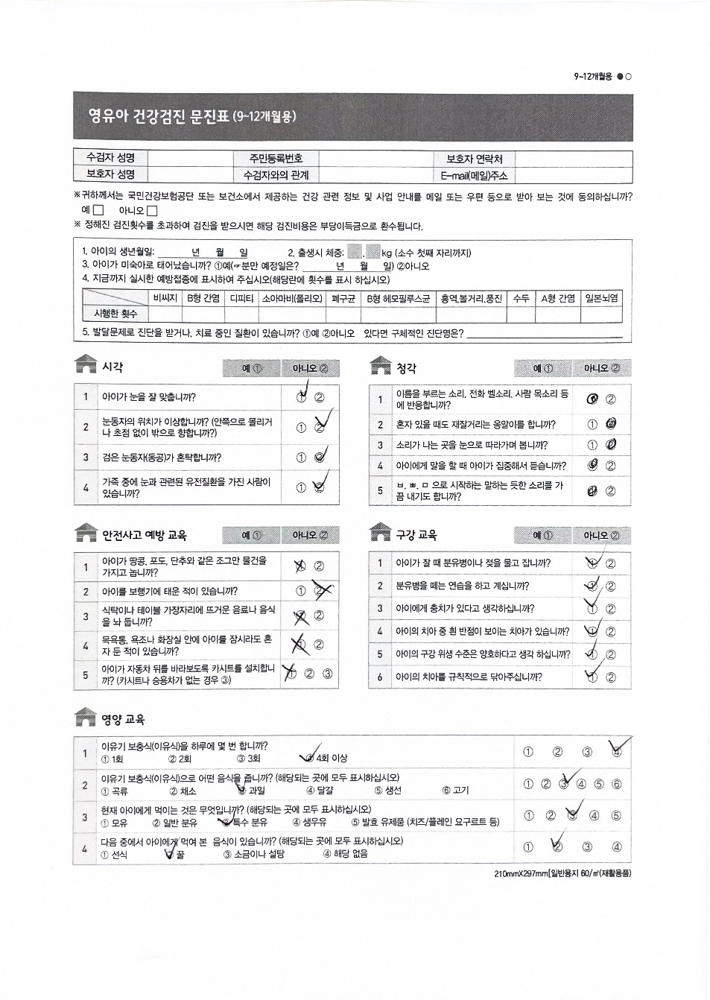 9~12개월용 ●○
영유아 건강검진 문진표 (9~12개월용)
수검자 성명 주민등록번호 보호자 연락처
보호자 성명 수검자와의 관계 E-mail(메일)주소
※귀하께서는 국민건강보험공단 또는 보건소에서 제공하는 건강 관련 정보 및 사업 안내를 메일 또는 우편 등으로 받아 보는 것에 동의하십니까?
예 □ 아니오 □
※ 정해진 검진횟수를 초과하여 검진을 받으시면 해당 검진비용은 부당이득금으로 환수됩니다.
1. 아이의 생년월일: 년 월 일 2. 출생시 체중: . kg (소수 첫째 자리까지)
3. 아이가 미숙아로 태어났습니까? ①예(☞분만 예정일은? 년 월 일) ②아니오
4. 지금까지 실시한 예방접종에 표시하여 주십시오(해당란에 횟수를 표시 하십시오)
비씨지 B형 간염 디피티 소아마비(폴리오) 폐구균 B형 헤모필루스균 홍역,볼거리,풍진 수두 A형 간염 일본뇌염
시행한 횟수
5. 발달문제로 진단을 받거나, 치료 중인 질환이 있습니까? ①예 ②아니오 있다면 구체적인 진단명은?
시각 예 ① 아니오 ②
1 아이가 눈을 잘 맞춥니까? ① ②
2 눈동자의 위치가 이상합니까? (안쪽으로 몰리거
나 초점 없이 밖으로 향합니까?) ① ②
3 검은 눈동자(동공)가 혼탁합니까? ① ②
4 가족 중에 눈과 관련된 유전질환을 가진 사람이
있습니까? ① ②
청각 예 ① 아니오 ②
1 이름을 부르는 소리, 전화 벨소리, 사람 목소리 등
에 반응합니까? ① ②
2 혼자 있을 때도 재잘거리는 옹알이를 합니까? ① ②
3 소리가 나는 곳을 눈으로 따라가며 봅니까? ① ②
4 아이에게 말을 할 때 아이가 집중해서 듣습니까? ① ②
5 ㅂ, ㅃ, ㅁ 으로 시작하는 말하는 듯한 소리를 가
끔 내기도 합니까? ① ②
안전사고 예방 교육 예 ① 아니오 ②
1 아이가 땅콩, 포도, 단추와 같은 조그만 물건을
가지고 놉니까? ① ②
2 아이를 보행기에 태운 적이 있습니까? ① ②
3 식탁이나 테이블 가장자리에 뜨거운 음료나 음식
을 놔 둡니까? ① ②
4 목욕통, 욕조나 화장실 안에 아이를 잠시라도 혼
자 둔 적이 있습니까? ① ②
5 아이가 자동차 뒤를 바라보도록 카시트를 설치합니
까? (카시트나 승용차가 없는 경우 ③) ① ② ③
구강 교육 예 ① 아니오 ②
1 아이가 잘 때 분유병이나 젖을 물고 잡니까? ① ②
2 분유병을 떼는 연습을 하고 계십니까? ① ②
3 아이에게 충치가 있다고 생각하십니까? ① ②
4 아이의 치아 중 흰 반점이 보이는 치아가 있습니까? ① ②
5 아이의 구강 위생 수준은 양호하다고 생각 하십니까? ① ②
6 아이의 치아를 규칙적으로 닦아주십니까? ① ②
영양 교육
1 이유기 보충식(이유식)을 하루에 몇 번 합니까? ① ② ③ ④
① 1회 ② 2회 ③ 3회 ④ 4회 이상
2 이유기 보충식(이유식)으로 어떤 음식을 줍니까? (해당되는 곳에 모두 표시하십시오) ① ② ③ ④ ⑤ ⑥
① 곡류 ② 채소 ③ 과일 ④ 달걀 ⑤ 생선 ⑥ 고기
3 현재 아이에게 먹이는 것은 무엇입니까? (해당되는 곳에 모두 표시하십시오) ① ② ③ ④ ⑤
① 모유 ② 일반 분유 ③ 특수 분유 ④ 생우유 ⑤ 발효 유제품 (치즈/플레인 요구르트 등)
4 다음 중에서 아이에게 먹여 본 음식이 있습니까? (해당되는 곳에 모두 표시하십시오) ① ② ③ ④
① 선식 ② 꿀 ③ 소금이나 설탕 ④ 해당 없음
210mm×297mm[일반용지 60/㎡(재활용품)